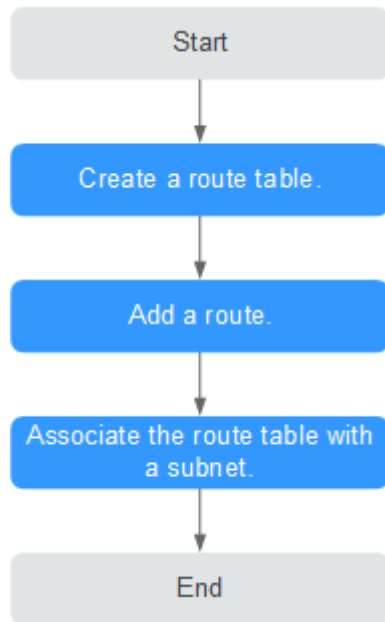 Start
Create a route table.
Add a route.
Associate the route table with
a subnet.
End